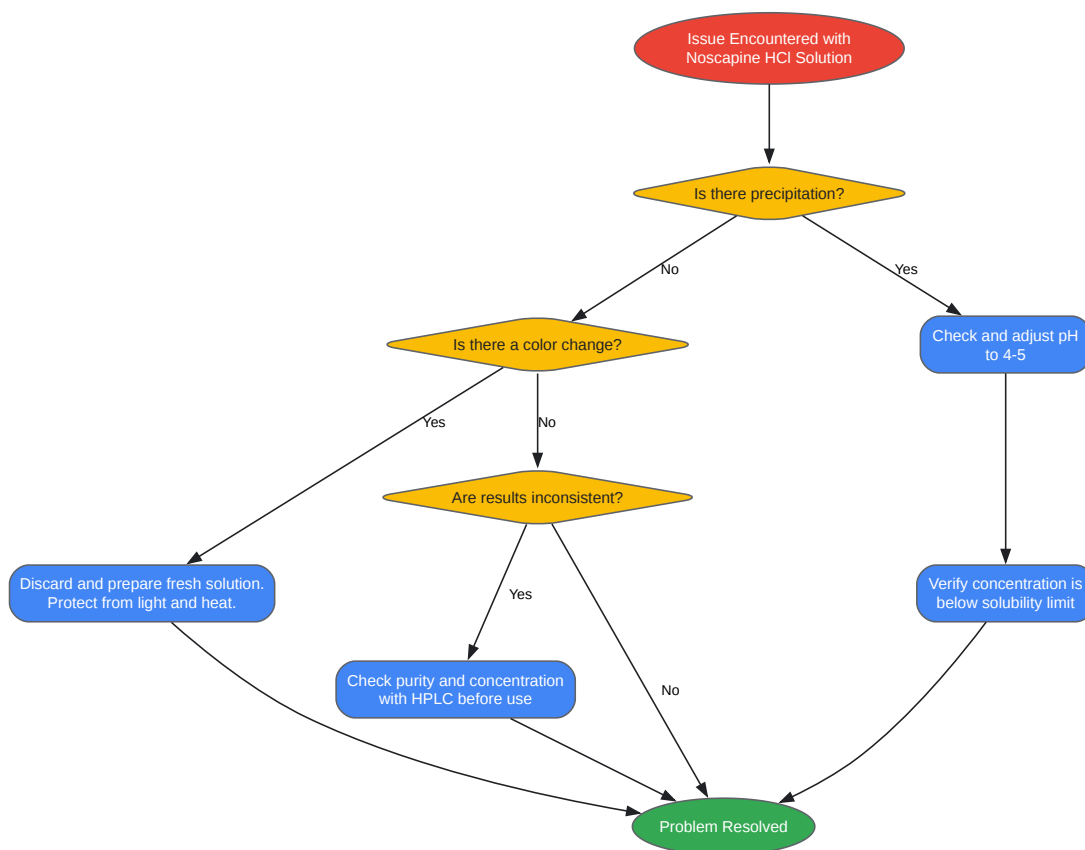 Issue Encountered with
Noscapine HCl Solution
Is there precipitation?
No
Yes
Is there a color change?
Check and adjust pH
to 4-5
Yes
No
Are results inconsistent?
Discard and prepare fresh solution.
Protect from light and heat.
Yes
Verify concentration is
below solubility limit
Check purity and concentration
with HPLC before use
No
Problem Resolved